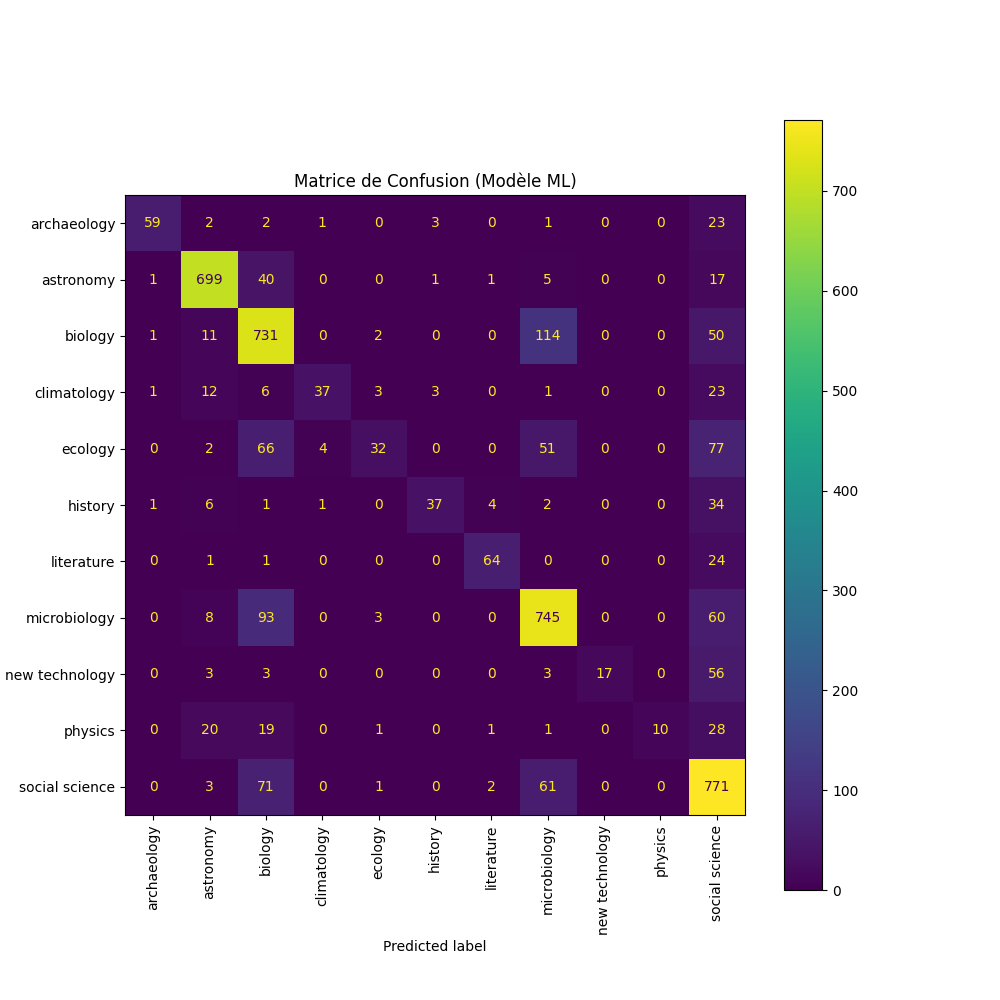 Matrice de Confusion (Modèle ML)
archaeology 59 2 2 1 0 3 0 1 0 0 23
astronomy 1 699 40 0 0 1 1 5 0 0 17
biology 1 11 731 0 2 0 0 114 0 0 50
climatology 1 12 6 37 3 3 0 1 0 0 23
ecology 0 2 66 4 32 0 0 51 0 0 77
history 1 6 1 1 0 37 4 2 0 0 34
literature 0 1 1 0 0 0 64 0 0 0 24
microbiology 0 8 93 0 3 0 0 745 0 0 60
new technology 0 3 3 0 0 0 0 3 17 0 56
physics 0 20 19 0 1 0 1 1 0 10 28
social science 0 3 71 0 1 0 2 61 0 0 771
archaeology
astronomy
biology
climatology
ecology
history
literature
microbiology
new technology
physics
social science
Predicted label
700
600
500
400
300
200
100
0